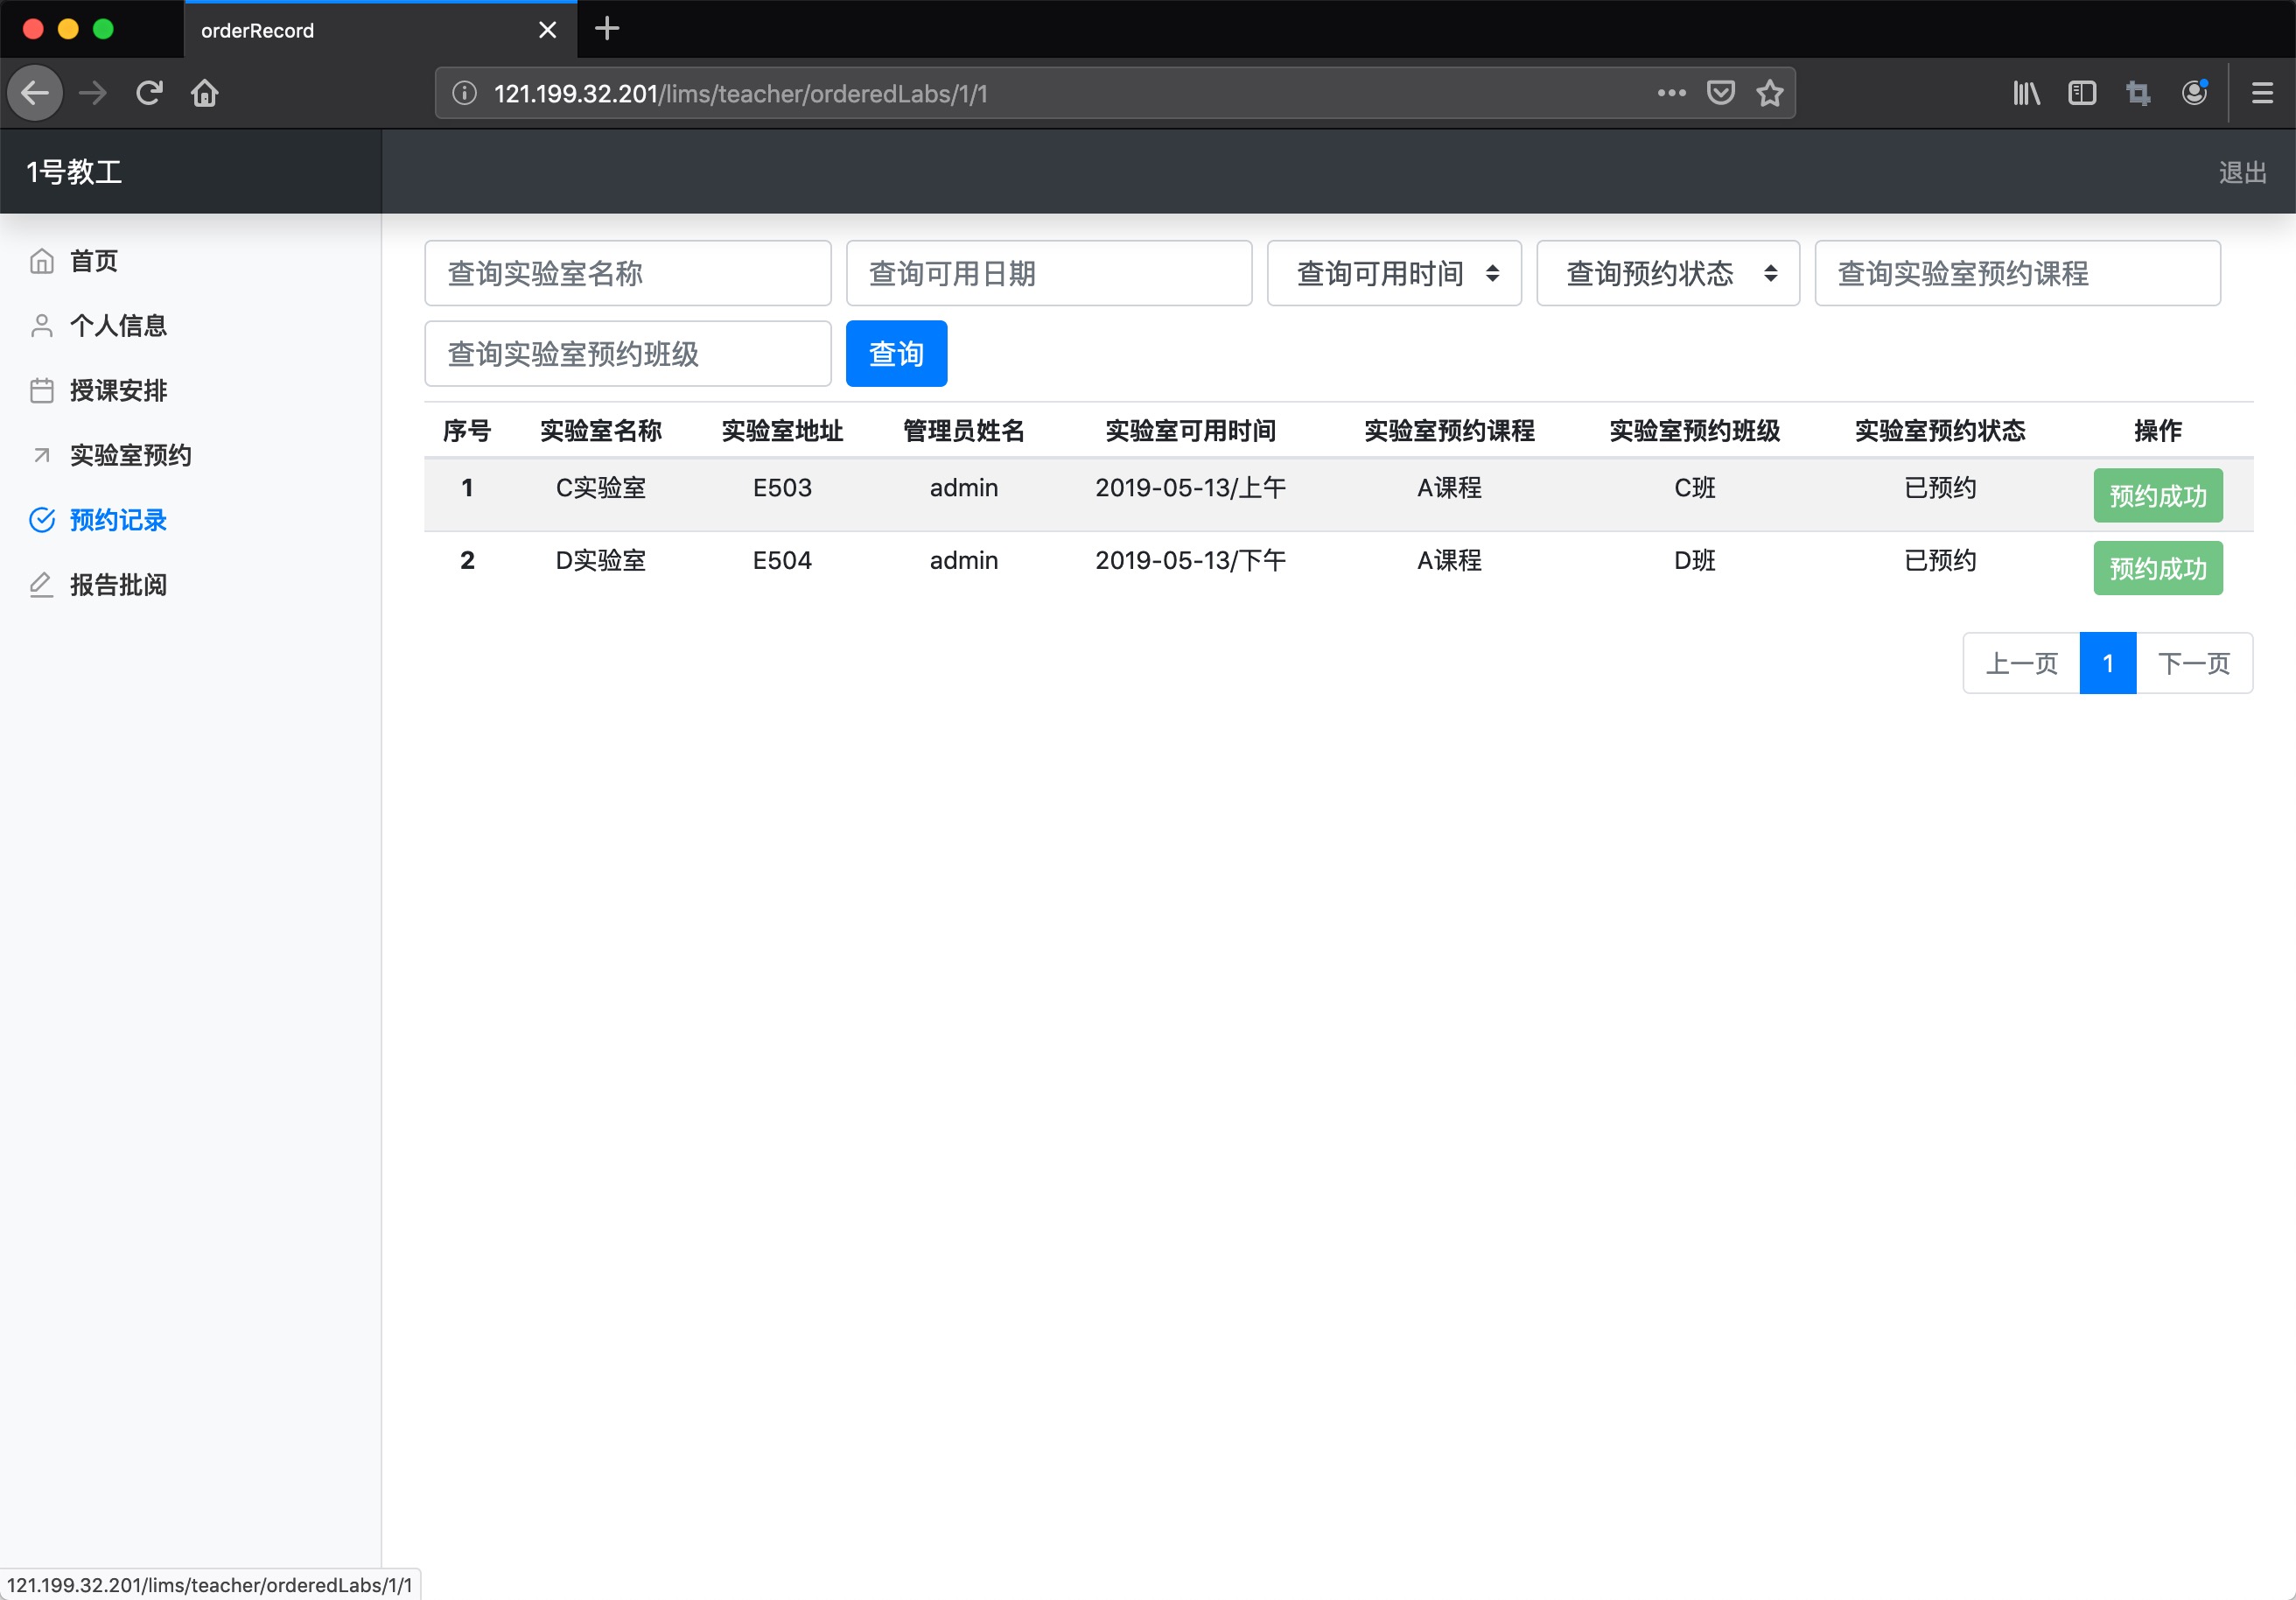 orderRecord
121.199.32.201/lims/teacher/orderedLabs/1/1
1号教工
退出
首页
个人信息
授课安排
实验室预约
预约记录
报告批阅
查询实验室名称 查询可用日期 查询可用时间 查询预约状态 查询实验室预约课程
查询实验室预约班级 查询
序号 实验室名称 实验室地址 管理员姓名 实验室可用时间 实验室预约课程 实验室预约班级 实验室预约状态 操作
1 C实验室 E503 admin 2019-05-13/上午 A课程 C班 已预约 预约成功
2 D实验室 E504 admin 2019-05-13/下午 A课程 D班 已预约 预约成功
上一页 1 下一页
121.199.32.201/lims/teacher/orderedLabs/1/1